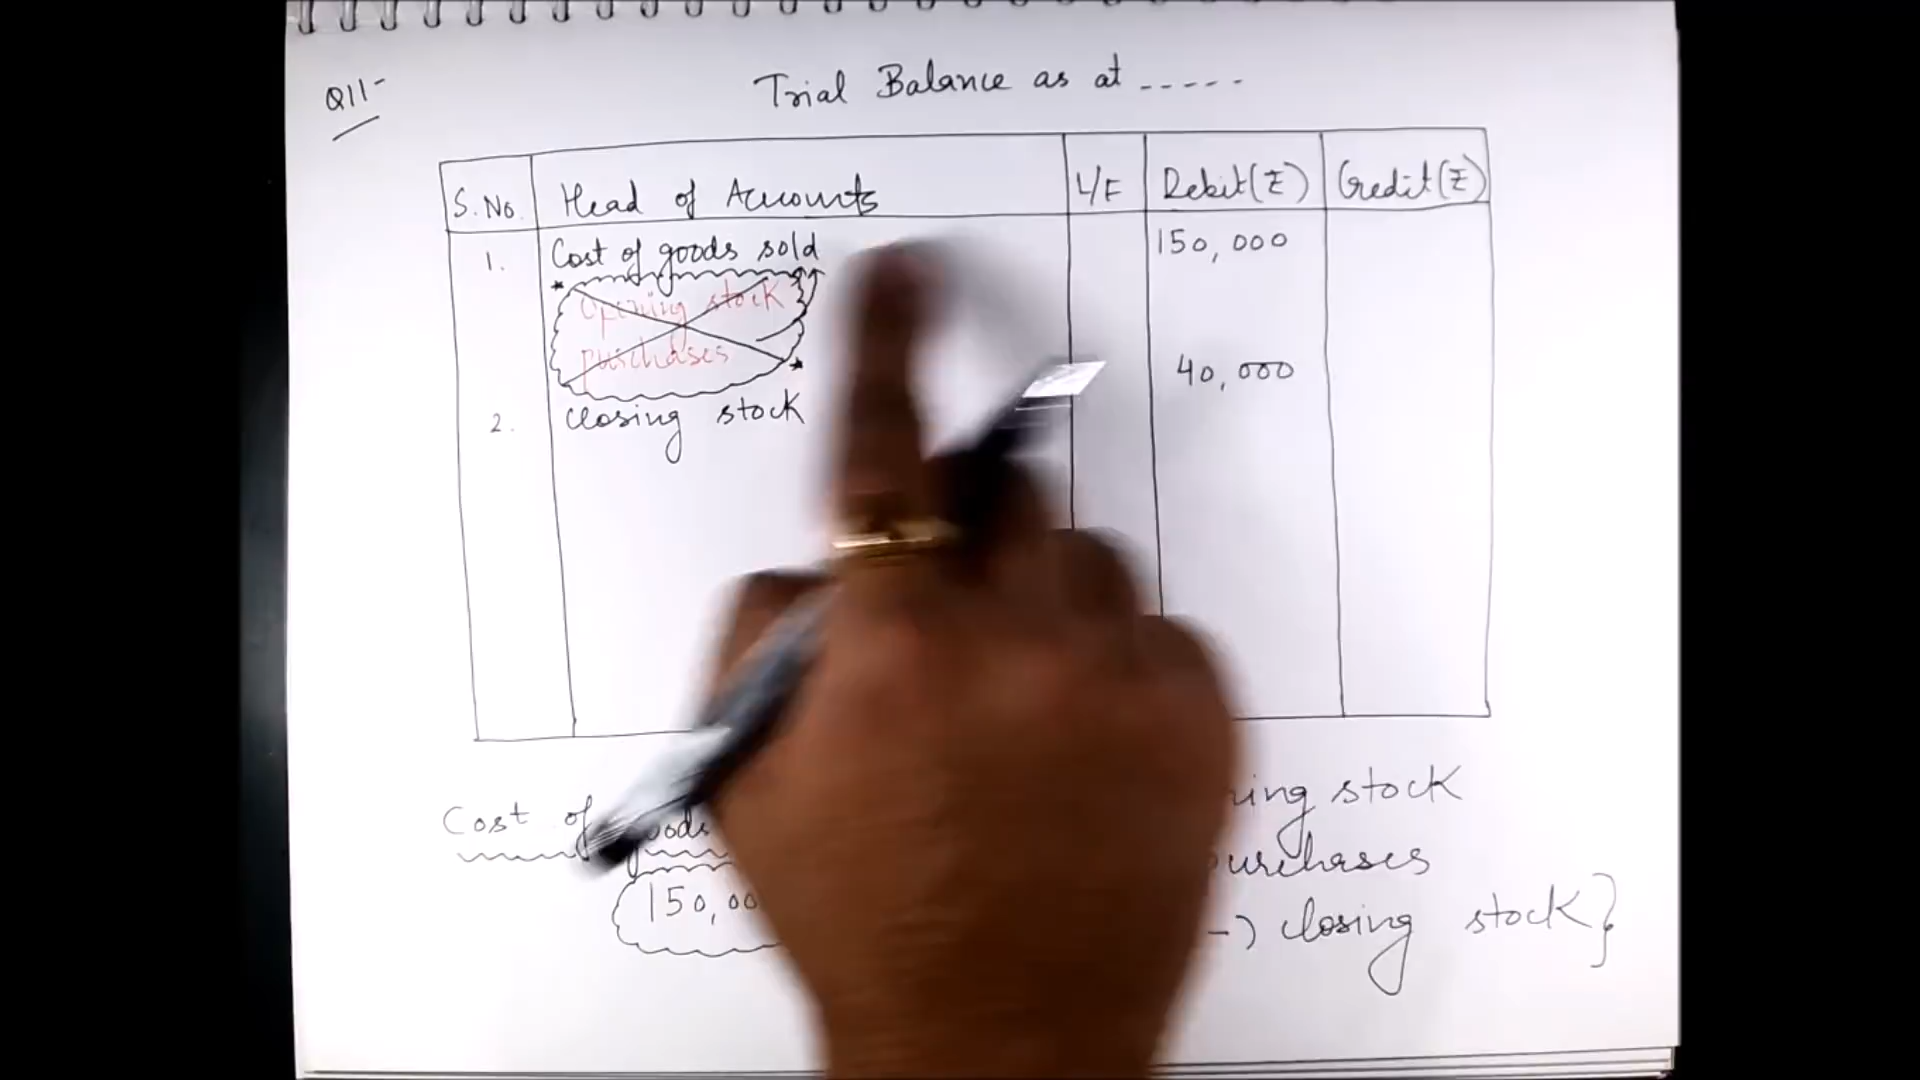 Q11-
Trial Balance as at -----
S. No. Head of Accounts L/F Debit(₹) Credit(₹)
1. Cost of goods sold 150,000
Opening stock
purchases
2. closing stock 40,000
Cost of stock
purchases
150,00
(-) closing stock}